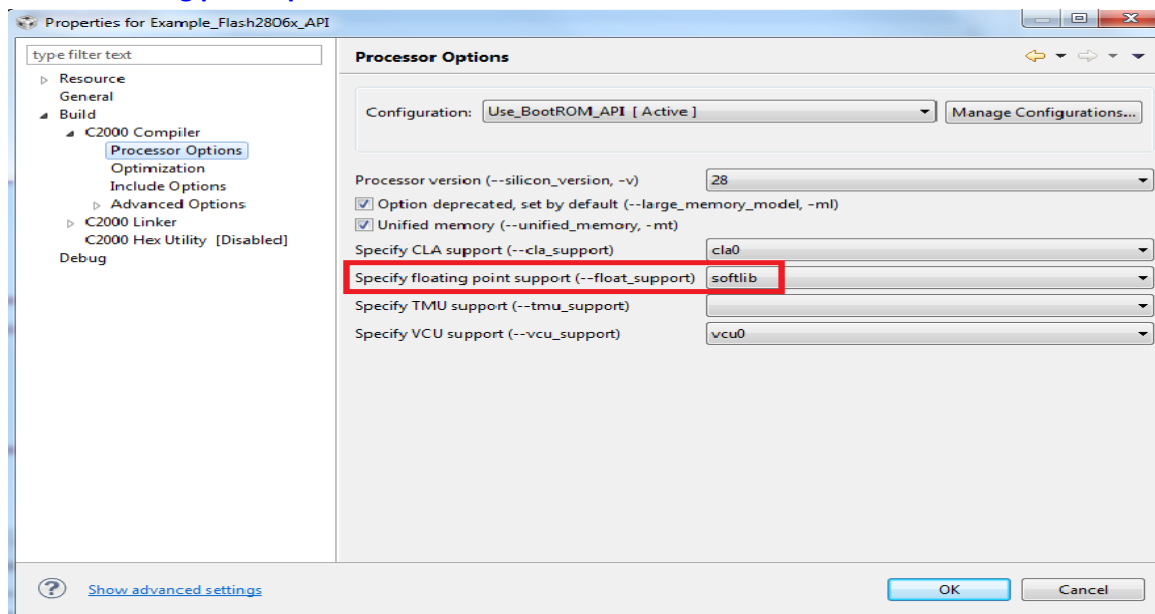 Properties for Example_Flash2806x_API
type filter text
Resource
General
Build
C2000 Compiler
Processor Options
Optimization
Include Options
Advanced Options
C2000 Linker
C2000 Hex Utility [Disabled]
Debug
Processor Options
Configuration: Use_BootROM_API [ Active ] Manage Configurations...
Processor version (--silicon_version, -v) 28
Option deprecated, set by default (--large_memory_model, -ml)
Unified memory (--unified_memory, -mt)
Specify CLA support (--cla_support) cla0
Specify floating point support (--float_support) softlib
Specify TMU support (--tmu_support)
Specify VCU support (--vcu_support) vcu0
? Show advanced settings OK Cancel